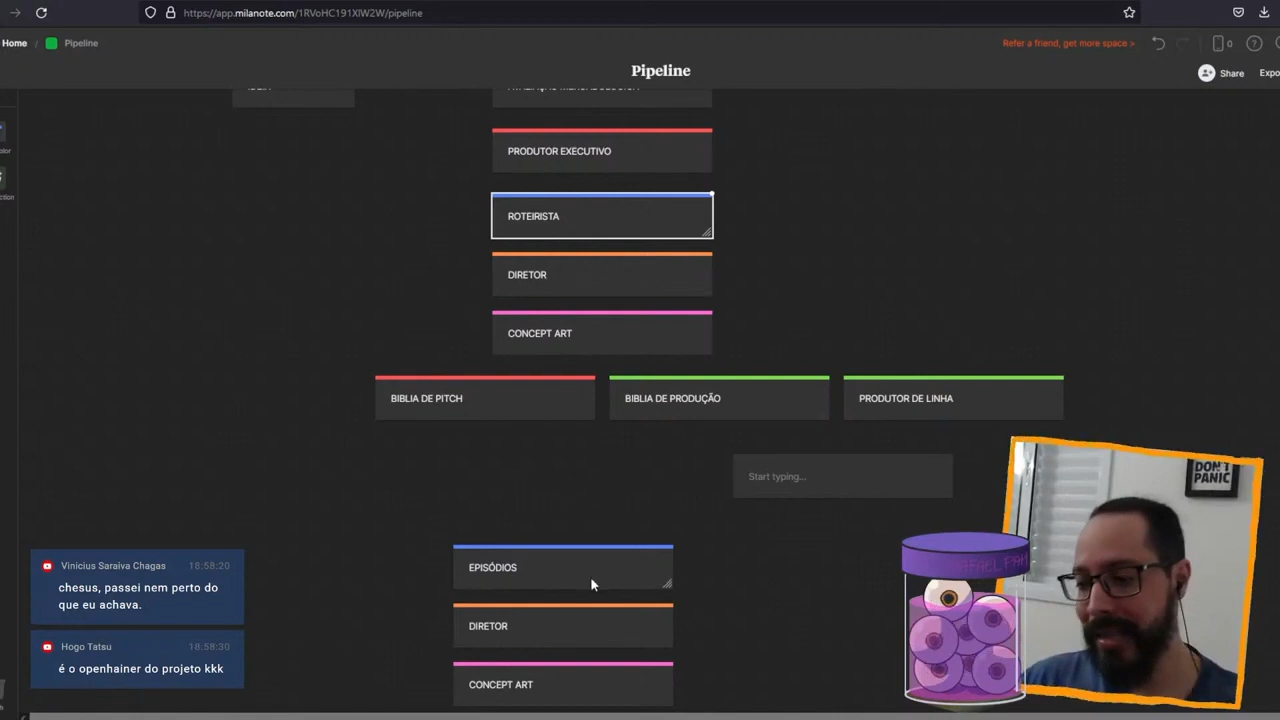 https://app.milanote.com/1RVoHC191XlW2W/pipeline
Home / Pipeline
Refer a friend, get more space >
0
Pipeline
Share
Expo
PRODUTOR EXECUTIVO
ROTEIRISTA
DIRETOR
CONCEPT ART
BIBLIA DE PITCH
BIBLIA DE PRODUÇÃO
PRODUTOR DE LINHA
Start typing...
DON'T
PANIC
EPISÓDIOS
DIRETOR
CONCEPT ART
Vinicius Saraiva Chagas 18:58:20
chesus, passei nem perto do
que eu achava.
Hogo Tatsu 18:58:30
é o openhainer do projeto kkk